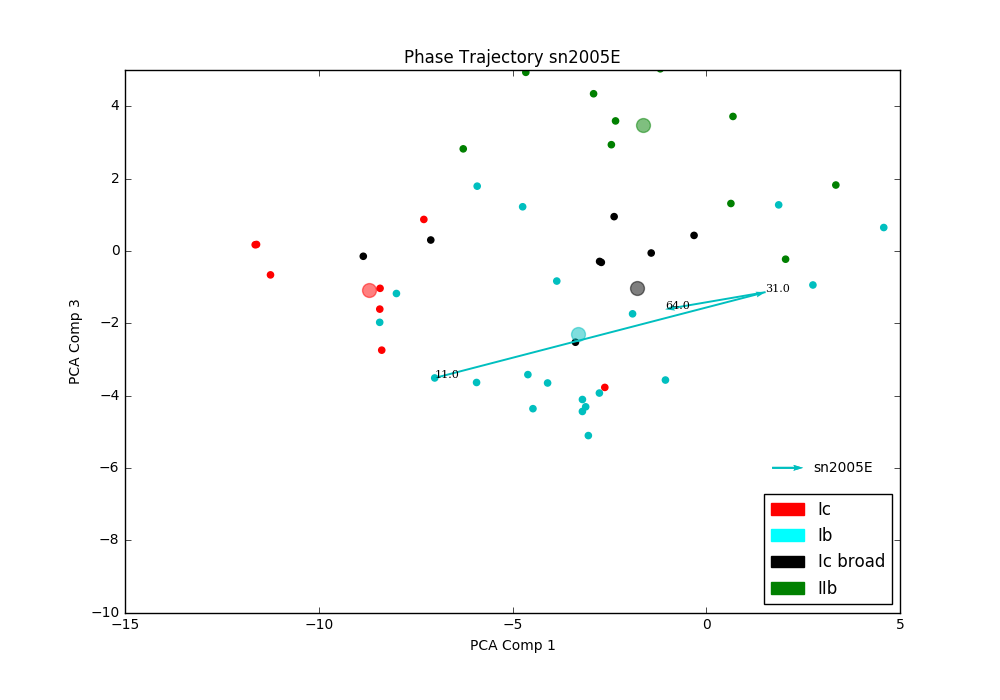 Phase Trajectory sn2005E
4
2
0
−2
−4
−6
−8
−10
PCA Comp 3
31.0
64.0
11.0
sn2005E
Ic
Ib
Ic broad
IIb
−15
−10
−5
0
5
PCA Comp 1